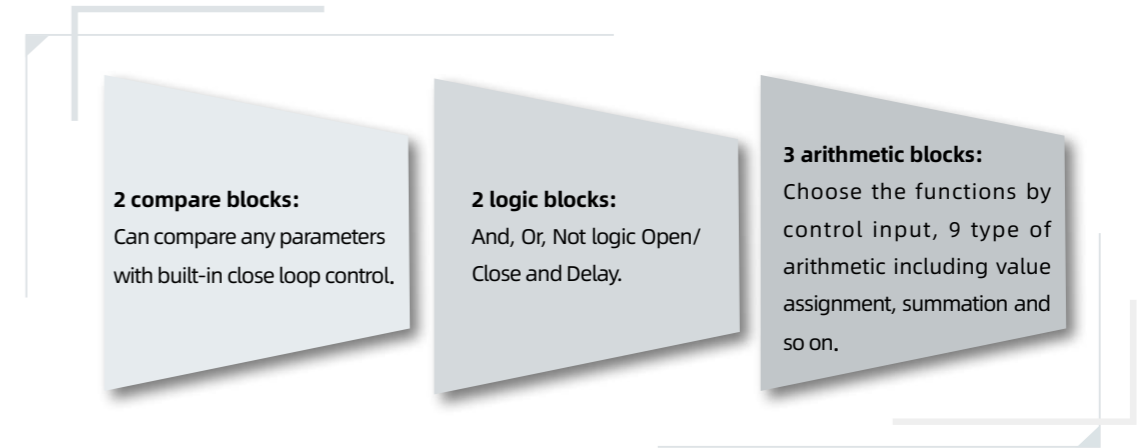 2 compare blocks:
Can compare any parameters
with built-in close loop control.
2 logic blocks:
And, Or, Not logic Open/
Close and Delay.
3 arithmetic blocks:
Choose the functions by
control input, 9 type of
arithmetic including value
assignment, summation and
so on.